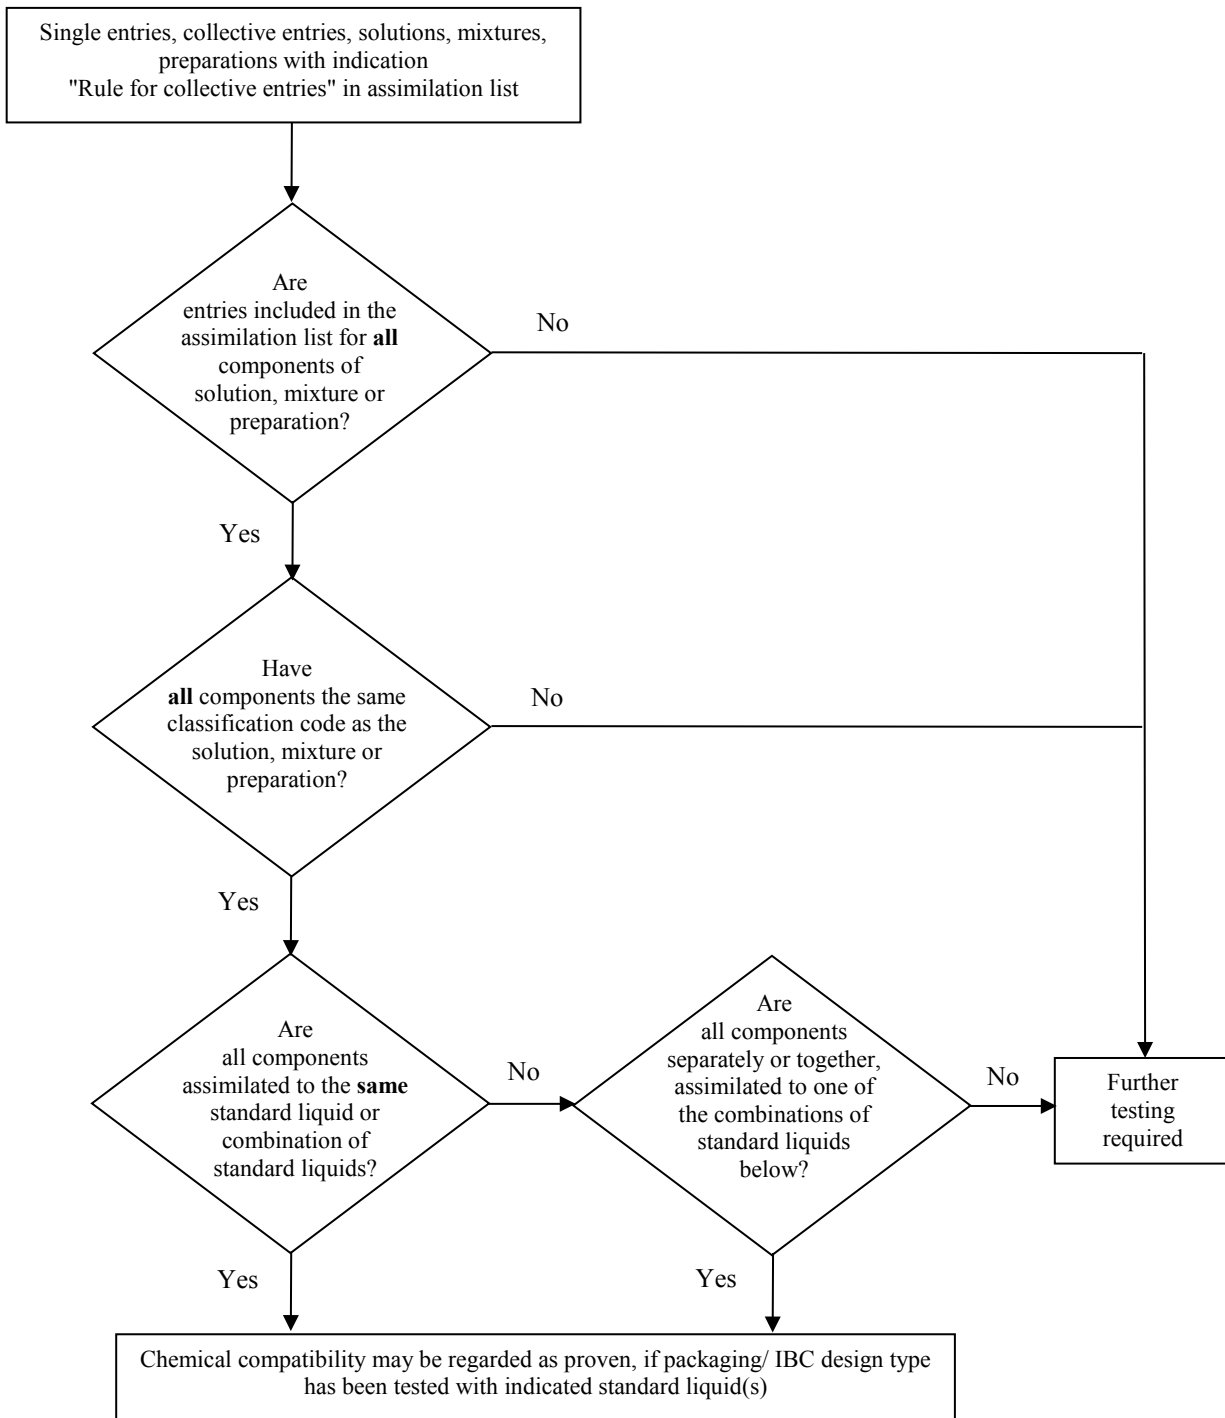 Single entries, collective entries, solutions, mixtures,
preparations with indication
"Rule for collective entries" in assimilation list
Are
entries included in the
assimilation list for all
components of
solution, mixture or
preparation?
No
Yes
Have
all components the same
classification code as the
solution, mixture or
preparation?
No
Yes
Are
all components
assimilated to the same
standard liquid or
combination of
standard liquids?
No
Are
all components
separately or together,
assimilated to one of
the combinations of
standard liquids
below?
No
Further
testing
required
Yes
Yes
Chemical compatibility may be regarded as proven, if packaging/ IBC design type
has been tested with indicated standard liquid(s)